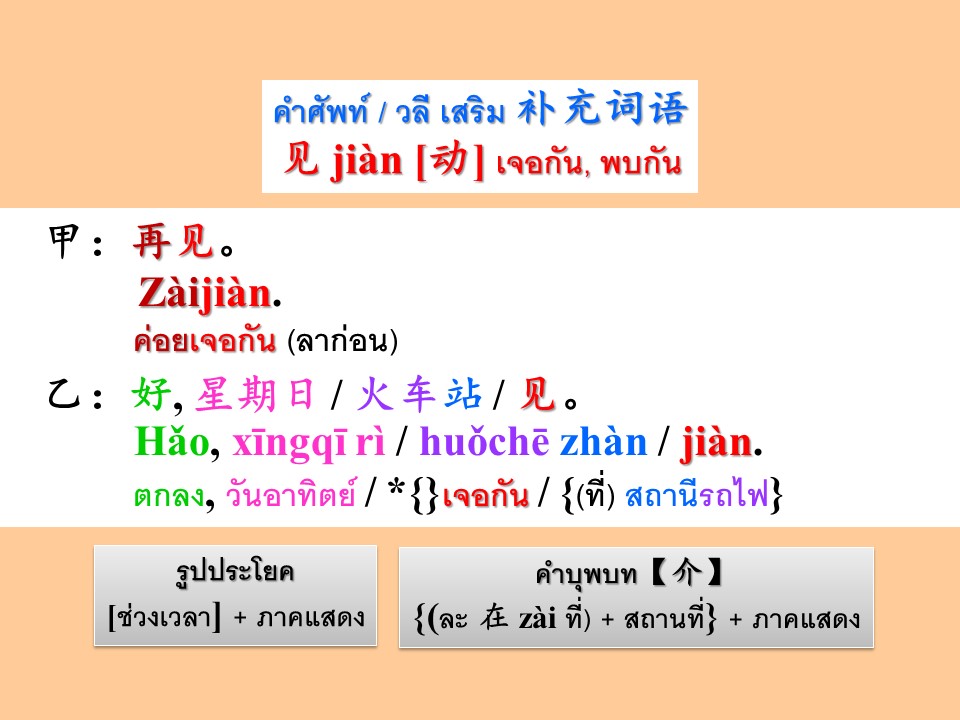 คำศัพท์ / วลี เสริม 补充词语
见 jiàn [动] เจอกัน, พบกัน
甲：再见。
Zàijiàn.
ค่อยเจอกัน (ลาก่อน)
乙：好, 星期日 / 火车站 / 见。
Hǎo, xīngqī rì / huǒchē zhàn / jiàn.
ตกลง, วันอาทิตย์ / *{}เจอกัน / {(ที่) สถานีรถไฟ}
รูปประโยค
[ช่วงเวลา] + ภาคแสดง
คำบุพบท【介】
{(ละ 在 zài ที่) + สถานที่} + ภาคแสดง